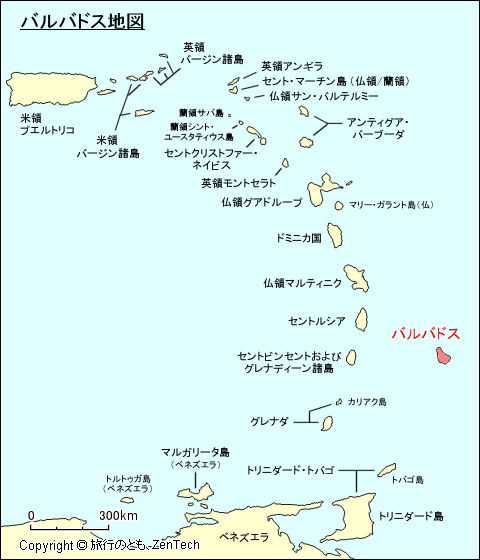 バルバドス地図
英領
バージン諸島
英領アンギラ
セント・マーチン島（仏領/蘭領）
仏領サン・バルテルミー
米領
プエルトリコ
米領
バージン諸島
蘭領サバ島
蘭領シント・
ユースタティウス島
アンティグア・
バーブーダ
セントクリストファー・
ネイビス
英領モントセラト
仏領グアドループ
マリー・ガラント島（仏）
ドミニカ国
仏領マルティニク
セントルシア
バルバドス
セントビンセントおよび
グレナディーン諸島
カリアク島
グレナダ
マルガリータ島
（ベネズエラ）
トリニダード・トバゴ
トバゴ島
トルトゥガ島
（ベネズエラ）
0 300km
トリニダード島
ベネズエラ
Copyright © 旅行のとも、ZenTech